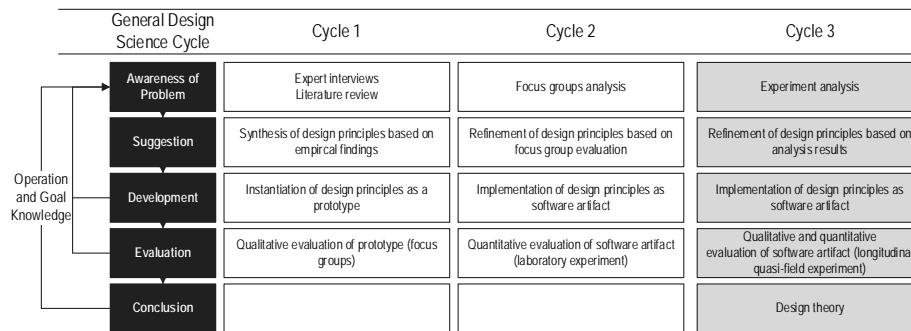 General Design
Science Cycle
Cycle 1
Cycle 2
Cycle 3
Operation
and Goal
Knowledge
Awareness of
Problem
Expert interviews
Literature review
Focus groups analysis
Experiment analysis
Suggestion
Synthesis of design principles based on
empircal findings
Refinement of design principles based on
focus group evaluation
Refinement of design principles based on
analysis results
Development
Instantiation of design principles as a
prototype
Implementation of design principles as
software artifact
Implementation of design principles as
software artifact
Evaluation
Qualitative evaluation of prototype (focus
groups)
Quantitative evaluation of software artifact
(laboratory experiment)
Qualitative and quantitative
evaluation of software artifact (longitudina
quasi-field experiment)
Conclusion
Design theory